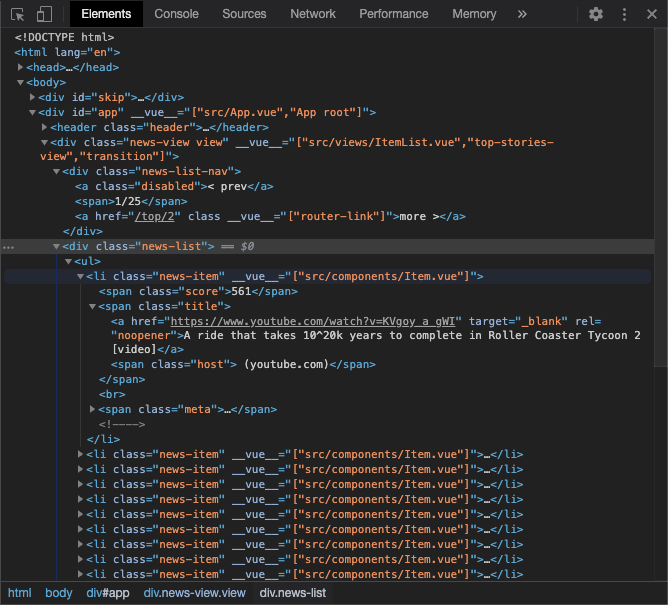 Elements Console Sources Network Performance Memory »
<!DOCTYPE html>
<html lang="en">
<head>…</head>
<body>
<div id="skip">…</div>
<div id="app" __vue__="["src/App.vue","App root"]">
<header class="header">…</header>
<div class="news-view view" __vue__="["src/views/ItemList.vue","top-stories-
view","transition"]">
<div class="news-list-nav">
<a class="disabled">< prev</a>
<span>1/25</span>
<a href="/top/2" class __vue__="["router-link"]">more ></a>
</div>
… <div class="news-list"> == $0
<ul>
<li class="news-item" __vue__="["src/components/Item.vue"]">
<span class="score">561</span>
<span class="title">
<a href="https://www.youtube.com/watch?v=KVgoy_a_gWI" target="_blank" rel=
"noopener">A ride that takes 10^20k years to complete in Roller Coaster Tycoon 2
[video]</a>
<span class="host"> (youtube.com)</span>
</span>
<br>
<span class="meta">…</span>
<!---->
</li>
<li class="news-item" __vue__="["src/components/Item.vue"]">…</li>
<li class="news-item" __vue__="["src/components/Item.vue"]">…</li>
<li class="news-item" __vue__="["src/components/Item.vue"]">…</li>
<li class="news-item" __vue__="["src/components/Item.vue"]">…</li>
<li class="news-item" __vue__="["src/components/Item.vue"]">…</li>
<li class="news-item" __vue__="["src/components/Item.vue"]">…</li>
<li class="news-item" __vue__="["src/components/Item.vue"]">…</li>
<li class="news-item" __vue__="["src/components/Item.vue"]">…</li>
<li class="news-item" __vue__="["src/components/Item.vue"]">…</li>
html body div#app div.news-view.view div.news-list